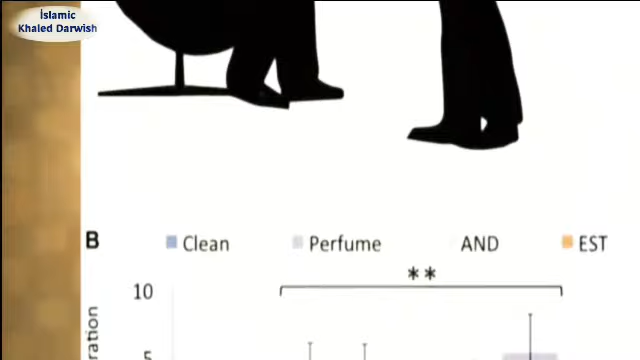 İslamic
Khaled Darwish
B
Clean
Perfume
AND
EST
**
10
5
ration